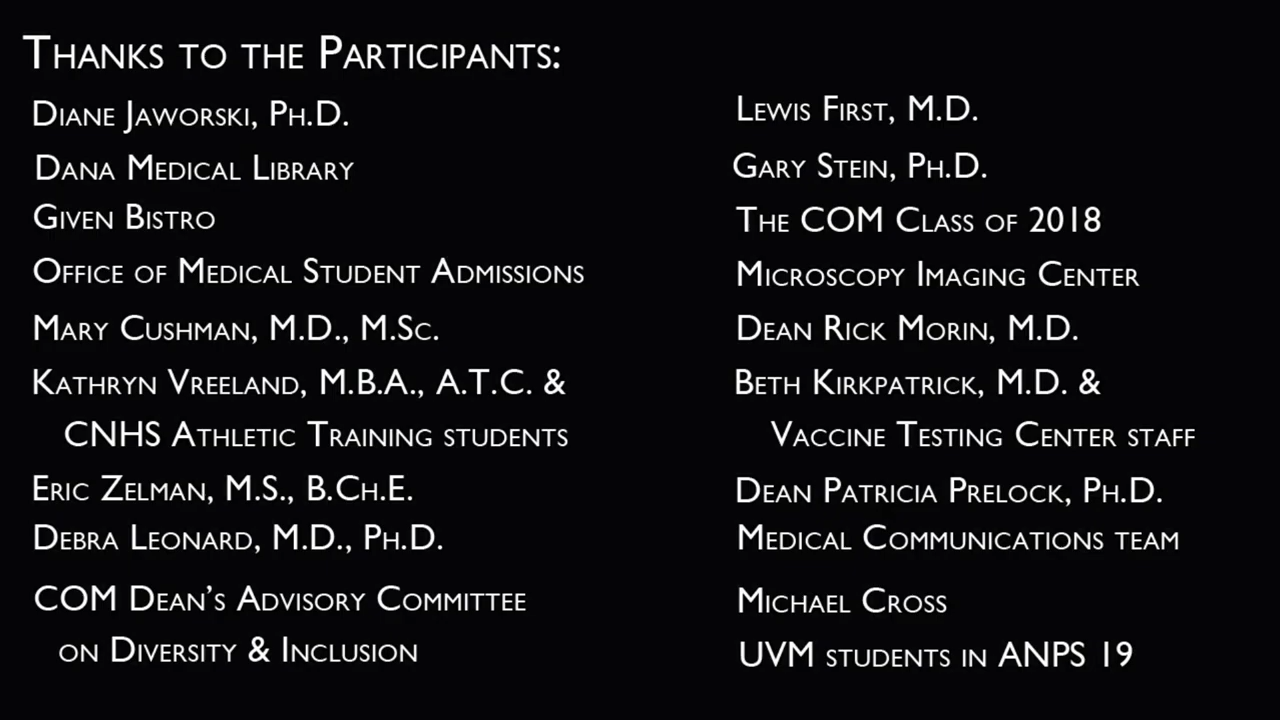 Thanks to the Participants:
Diane Jaworski, Ph.D.
Dana Medical Library
Given Bistro
Office of Medical Student Admissions
Mary Cushman, M.D., M.Sc.
Kathryn Vreeland, M.B.A., A.T.C. &
CNHS Athletic Training students
Eric Zelman, M.S., B.Ch.E.
Debra Leonard, M.D., Ph.D.
COM Dean's Advisory Committee
on Diversity & Inclusion
Lewis First, M.D.
Gary Stein, Ph.D.
The COM Class of 2018
Microscopy Imaging Center
Dean Rick Morin, M.D.
Beth Kirkpatrick, M.D. &
Vaccine Testing Center staff
Dean Patricia Prelock, Ph.D.
Medical Communications team
Michael Cross
UVM students in ANPS 19